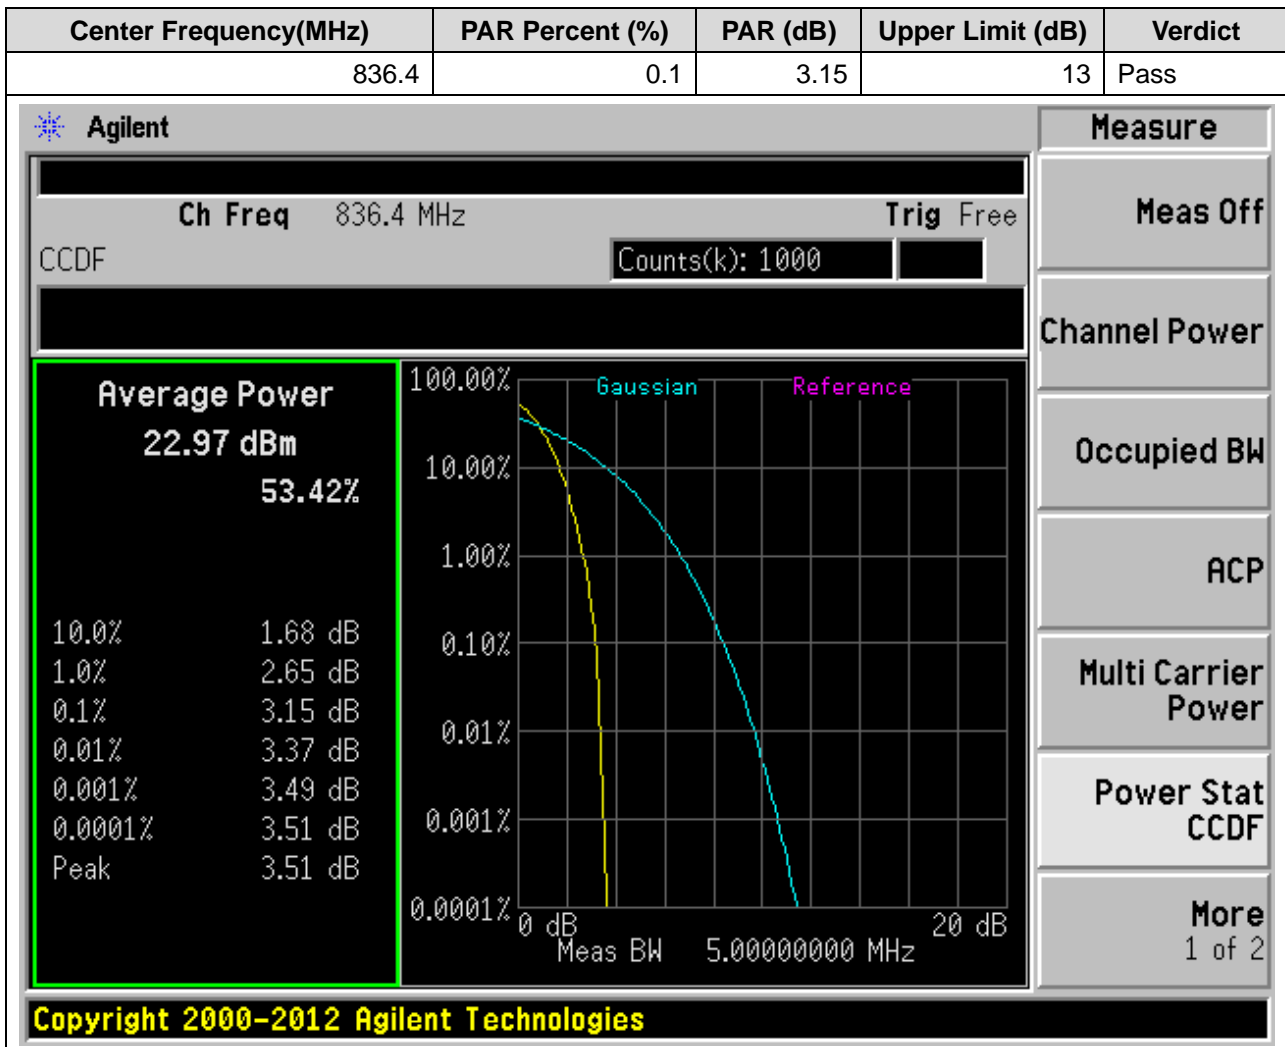 Center Frequency(MHz) PAR Percent (%) PAR (dB) Upper Limit (dB) Verdict
836.4 0.1 3.15 13 Pass
Agilent
Measure
Ch Freq 836.4 MHz Trig Free
CCDF Counts(k): 1000
Meas Off
Channel Power
Occupied BW
ACP
Multi Carrier
Power
Power Stat
CCDF
More
1 of 2
Average Power
22.97 dBm
53.42%
10.0% 1.68 dB
1.0% 2.65 dB
0.1% 3.15 dB
0.01% 3.37 dB
0.001% 3.49 dB
0.0001% 3.51 dB
Peak 3.51 dB
Gaussian Reference
100.00%
10.00%
1.00%
0.10%
0.01%
0.001%
0.0001%
0 dB 20 dB
Meas BW 5.00000000 MHz
Copyright 2000-2012 Agilent Technologies